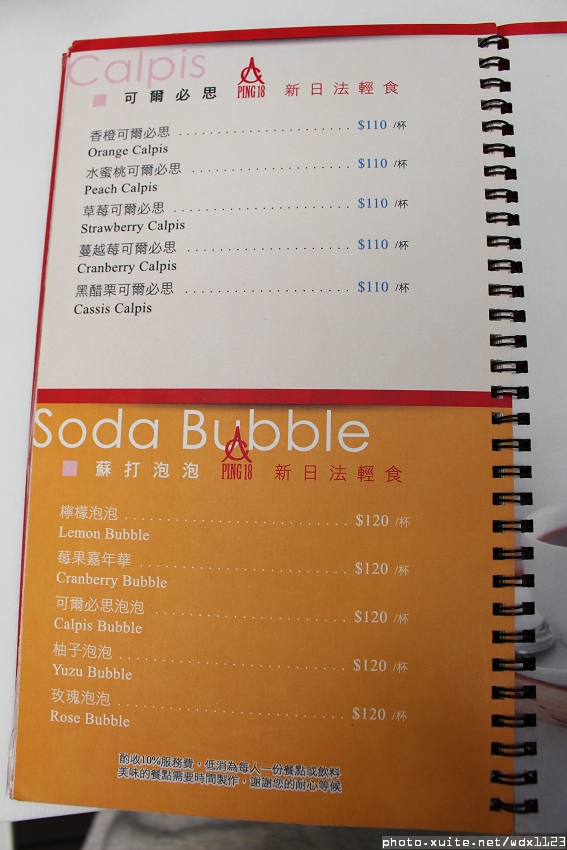 Calpis
可爾必思 PING 18 新日法輕食
香橙可爾必思 ........................ $110 /杯
Orange Calpis
水蜜桃可爾必思 ...................... $110 /杯
Peach Calpis
草莓可爾必思 ........................ $110 /杯
Strawberry Calpis
蔓越莓可爾必思 ...................... $110 /杯
Cranberry Calpis
黑醋栗可爾必思 ...................... $110 /杯
Cassis Calpis
Soda Bubble
蘇打泡泡 PING 18 新日法輕食
檸檬泡泡 ............................ $120 /杯
Lemon Bubble
莓果嘉年華 .......................... $120 /杯
Cranberry Bubble
可爾必思泡泡 ........................ $120 /杯
Calpis Bubble
柚子泡泡 ............................ $120 /杯
Yuzu Bubble
玫瑰泡泡 ............................ $120 /杯
Rose Bubble
酌收10%服務費，低消為每人一份餐點或飲料
美味的餐點需要時間製作，謝謝您的耐心等候
photo.xuite.net/wdx1123